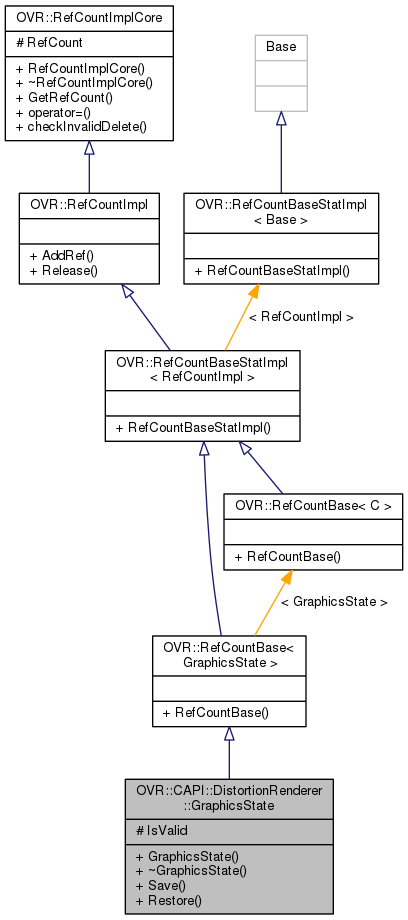 OVR::RefCountImplCore
# RefCount
+ RefCountImplCore()
+ ~RefCountImplCore()
+ GetRefCount()
+ operator=()
+ checkInvalidDelete()
Base
OVR::RefCountImpl
+ AddRef()
+ Release()
OVR::RefCountBaseStatImpl
< Base >
+ RefCountBaseStatImpl()
< RefCountImpl >
OVR::RefCountBaseStatImpl
< RefCountImpl >
+ RefCountBaseStatImpl()
OVR::RefCountBase< C >
+ RefCountBase()
< GraphicsState >
OVR::RefCountBase<
GraphicsState >
+ RefCountBase()
OVR::CAPI::DistortionRenderer
::GraphicsState
# IsValid
+ GraphicsState()
+ ~GraphicsState()
+ Save()
+ Restore()